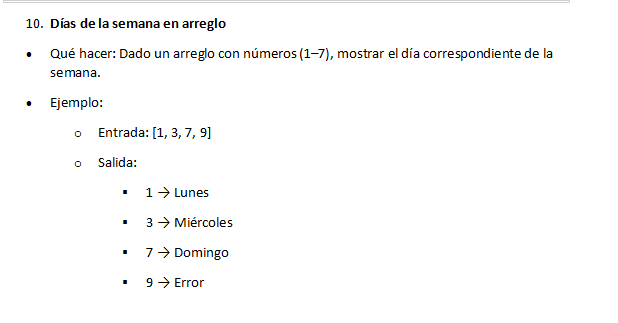 10. Días de la semana en arreglo
• Qué hacer: Dado un arreglo con números (1–7), mostrar el día correspondiente de la
semana.
• Ejemplo:
o Entrada: [1, 3, 7, 9]
o Salida:
▪ 1 → Lunes
▪ 3 → Miércoles
▪ 7 → Domingo
▪ 9 → Error